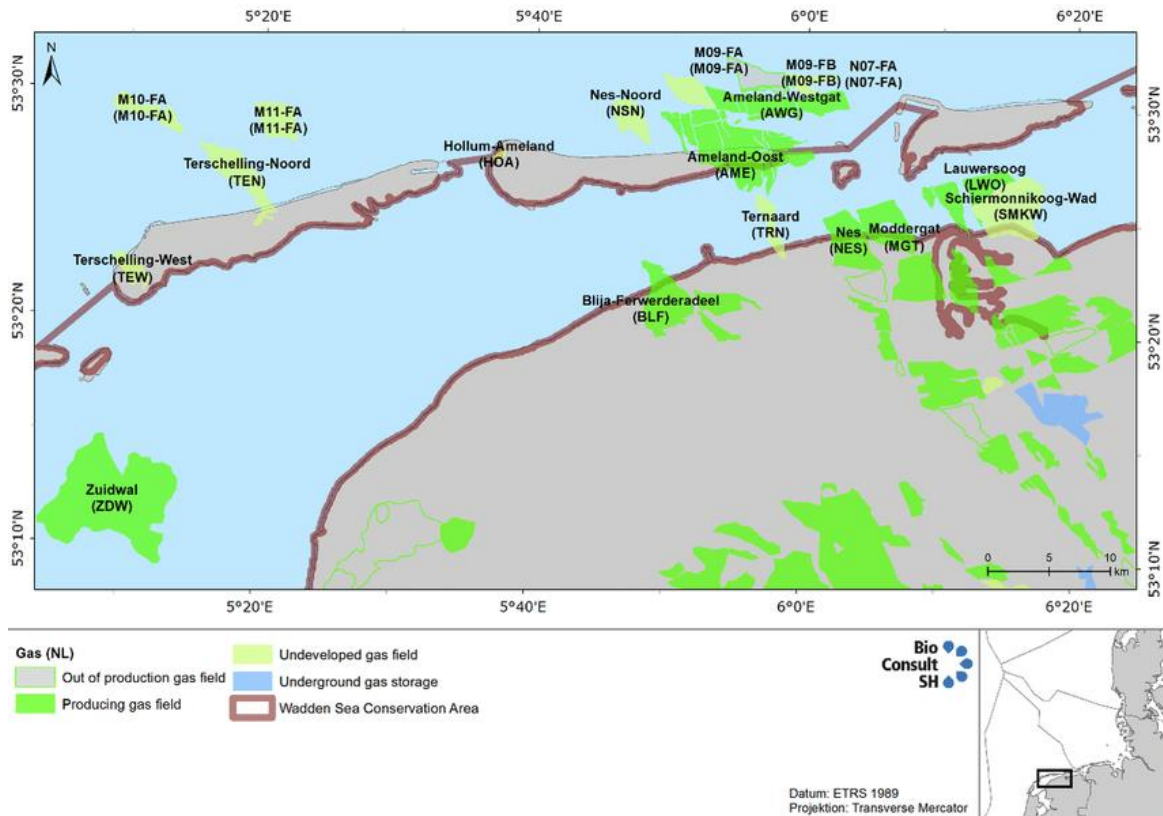 5°20'E
5°40'E
6°0'E
6°20'E
N
53°30'N
53°30'N
M10-FA
(M10-FA)
M11-FA
(M11-FA)
Terschelling-Noord
(TEN)
Terschelling-West
(TEW)
Hollum-Ameland
(HOA)
Nes-Noord
(NSN)
M09-FA
(M09-FA)
M09-FB
(M09-FB)
N07-FA
(N07-FA)
Ameland-Westgat
(AWG)
Ameland-Oost
(AME)
Lauwersoog
(LWO)
Schiermonnikoog-Wad
(SMKW)
Ternaard
(TRN)
Nes
(NES)
Moddergat
(MGT)
Blija-Ferwerderadeel
(BLF)
53°20'N
53°20'N
Zuidwal
(ZDW)
53°10'N
53°10'N
0 5 10
km
5°20'E
5°40'E
6°0'E
6°20'E
Gas (NL)
Out of production gas field
Producing gas field
Undeveloped gas field
Underground gas storage
Wadden Sea Conservation Area
Bio
Consult
SH
Datum: ETRS 1989
Projektion: Transverse Mercator